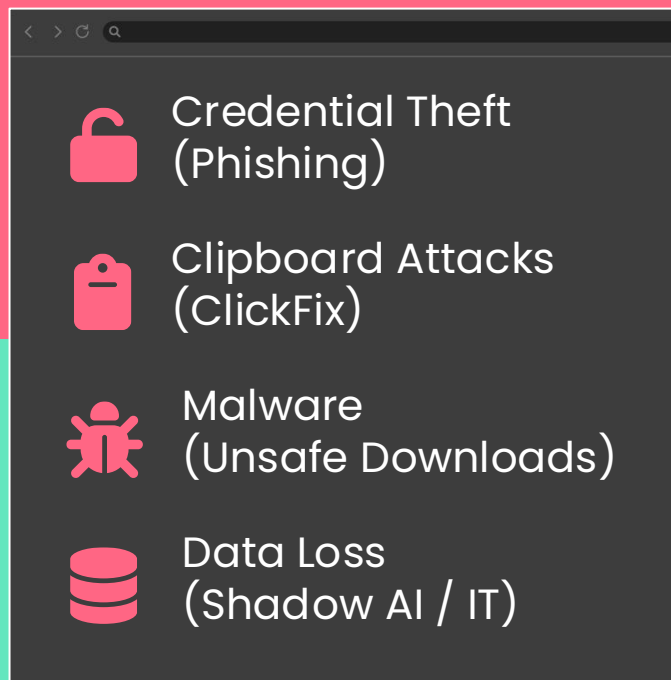 Credential Theft
(Phishing)
Clipboard Attacks
(ClickFix)
Malware
(Unsafe Downloads)
Data Loss
(Shadow AI / IT)